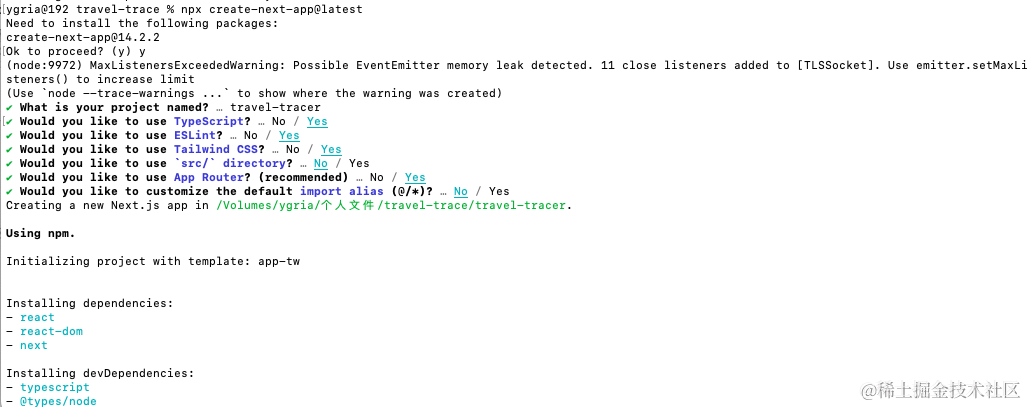 ygria@192 travel-trace % npx create-next-app@latest
Need to install the following packages:
create-next-app@14.2.2
Ok to proceed? (y) y
(node:9972) MaxListenersExceededWarning: Possible EventEmitter memory leak detected. 11 close listeners added to [TLSSocket]. Use emitter.setMaxLi
steners() to increase limit
(Use `node --trace-warnings ...` to show where the warning was created)
✔ What is your project named? … travel-tracer
✔ Would you like to use TypeScript? … No / Yes
✔ Would you like to use ESLint? … No / Yes
✔ Would you like to use Tailwind CSS? … No / Yes
✔ Would you like to use `src/` directory? … No / Yes
✔ Would you like to use App Router? (recommended) … No / Yes
✔ Would you like to customize the default import alias (@/*)? … No / Yes
Creating a new Next.js app in /Volumes/ygria/个人文件/travel-trace/travel-tracer.
Using npm.
Initializing project with template: app-tw
Installing dependencies:
- react
- react-dom
- next
Installing devDependencies:
- typescript
- @types/node
@稀土掘金技术社区